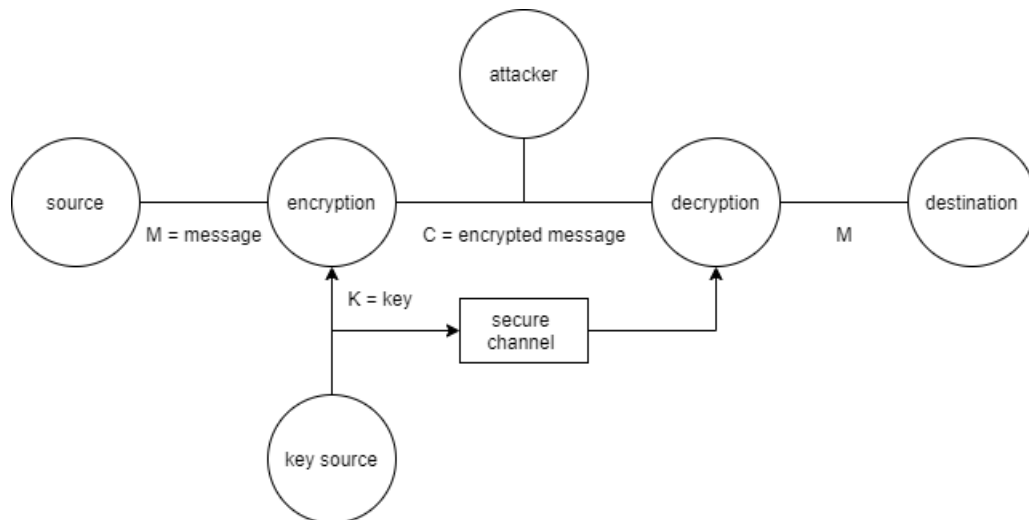 attacker
source
encryption
decryption
destination
M = message
C = encrypted message
M
K = key
secure
channel
key source